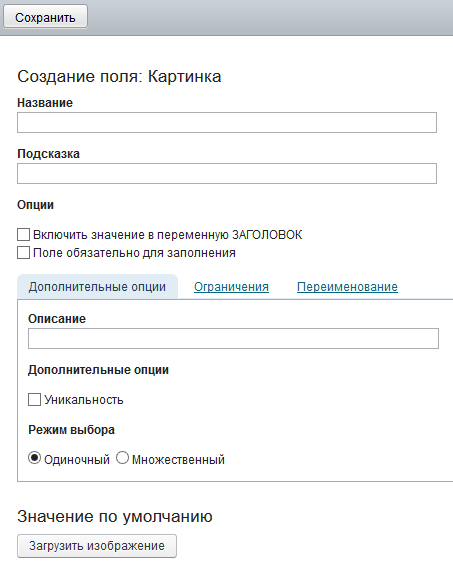 Сохранить
Создание поля: Картинка
Название
Подсказка
Опции
Включить значение в переменную ЗАГОЛОВОК
Поле обязательно для заполнения
Дополнительные опции Ограничения Переименование
Описание
Дополнительные опции
Уникальность
Режим выбора
Одиночный Множественный
Значение по умолчанию
Загрузить изображение